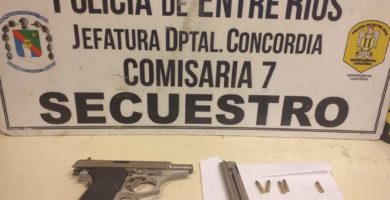 POLICIA DE ENTRE RIOS
JEFATURA DPTAL. CONCORDIA
COMISARIA 7
SECUESTRO